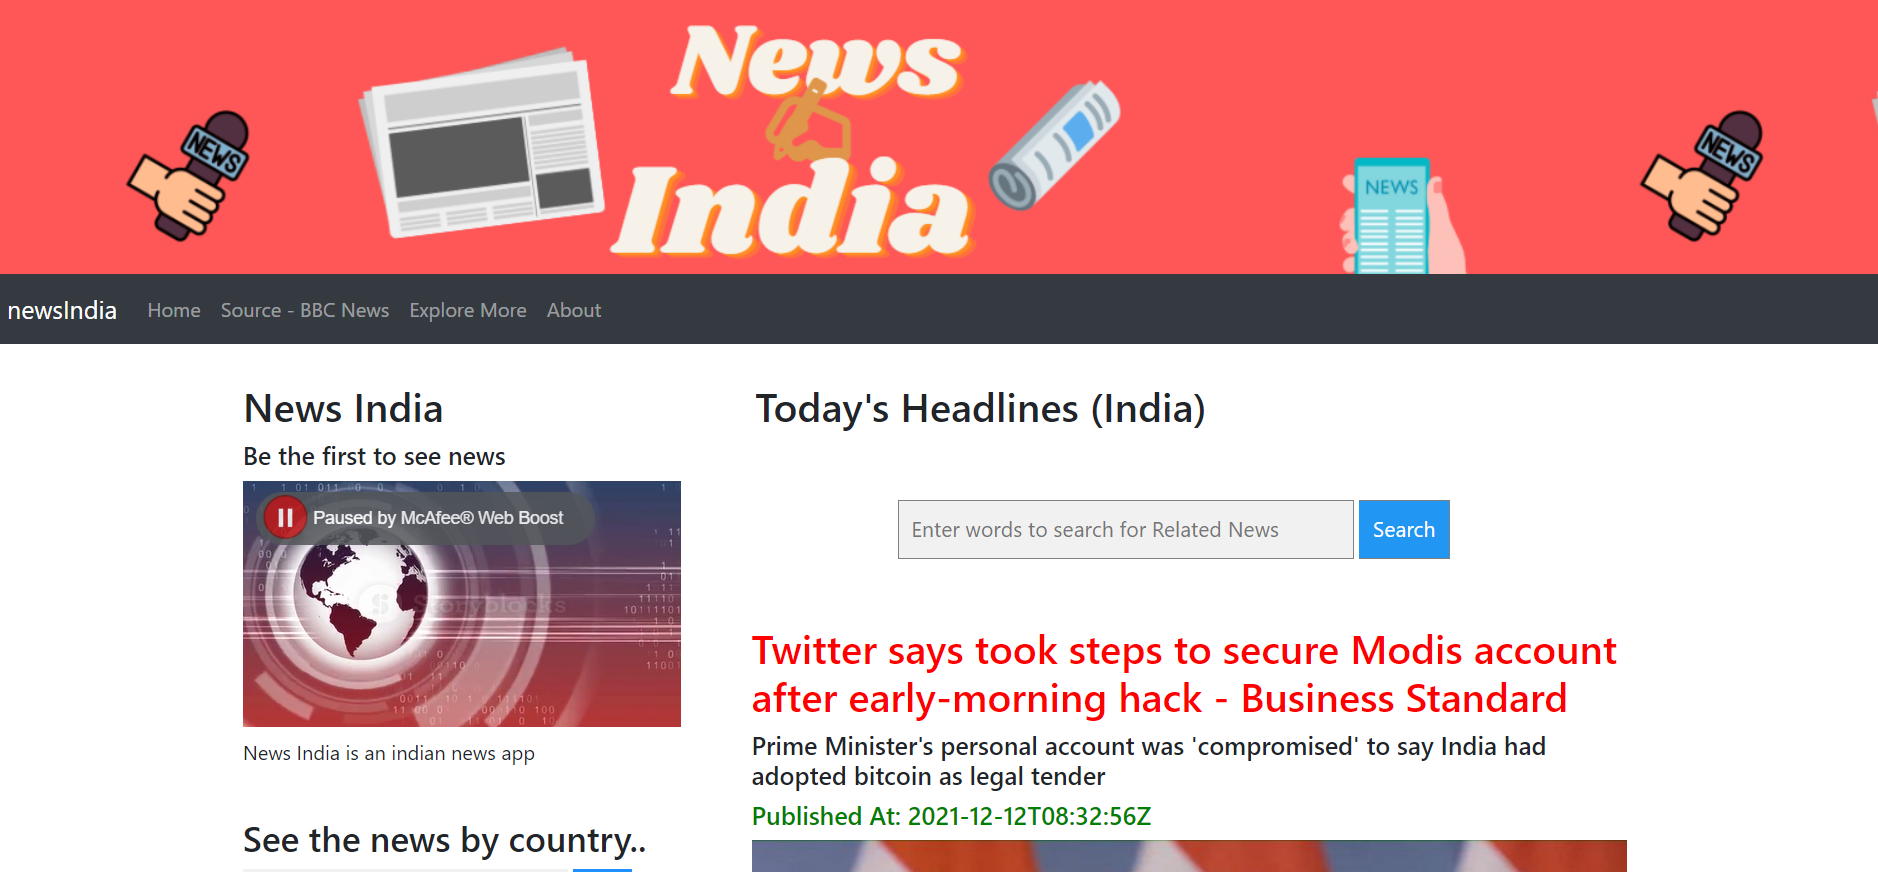 News
India
NEWS
NEWS
NEWS
newsIndia Home Source - BBC News Explore More About
News India
Be the first to see news
Paused by McAfee® Web Boost
Storyblocks
News India is an indian news app
See the news by country..
Today's Headlines (India)
Enter words to search for Related News Search
Twitter says took steps to secure Modis account
after early-morning hack - Business Standard
Prime Minister's personal account was 'compromised' to say India had
adopted bitcoin as legal tender
Published At: 2021-12-12T08:32:56Z